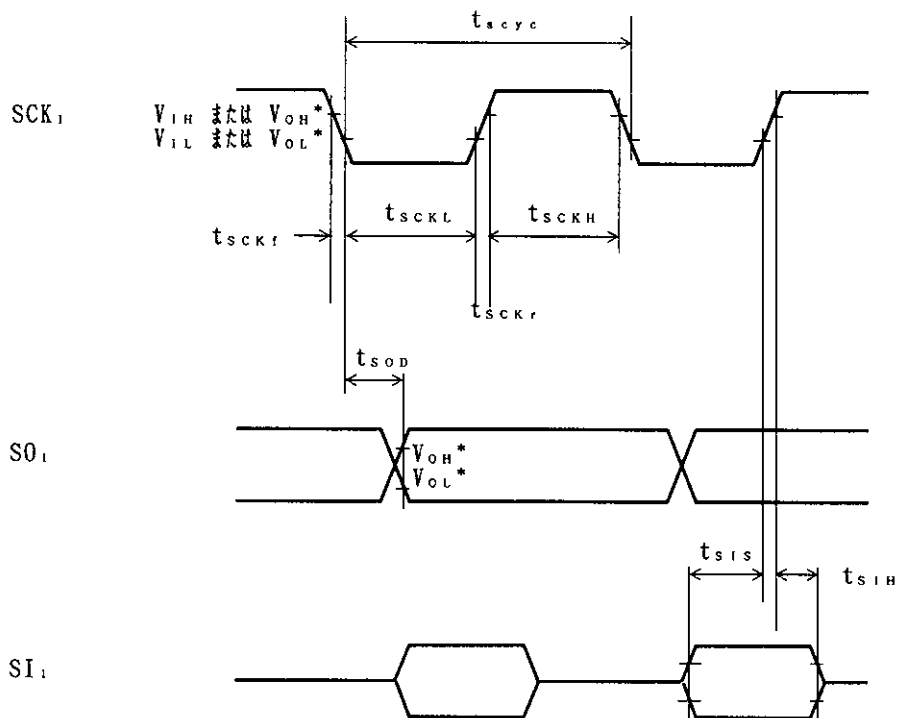 tscyc
SCK1
VIH または VOH*
VIL または VOL*
tSCKf
tSCKL
tSCKH
tSCKr
tSOD
SO1
VOH*
VOL*
tSIS
tSIH
SI1